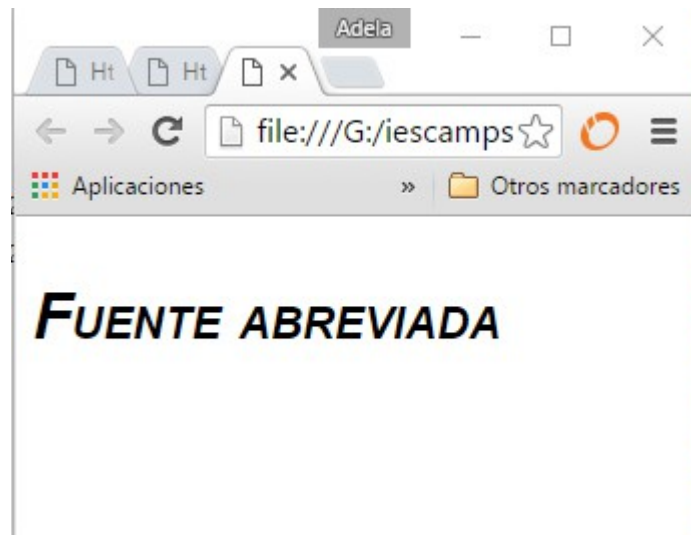 Adela
Ht Ht
file:///G:/iescamps
Aplicaciones » Otros marcadores
Fuente abreviada